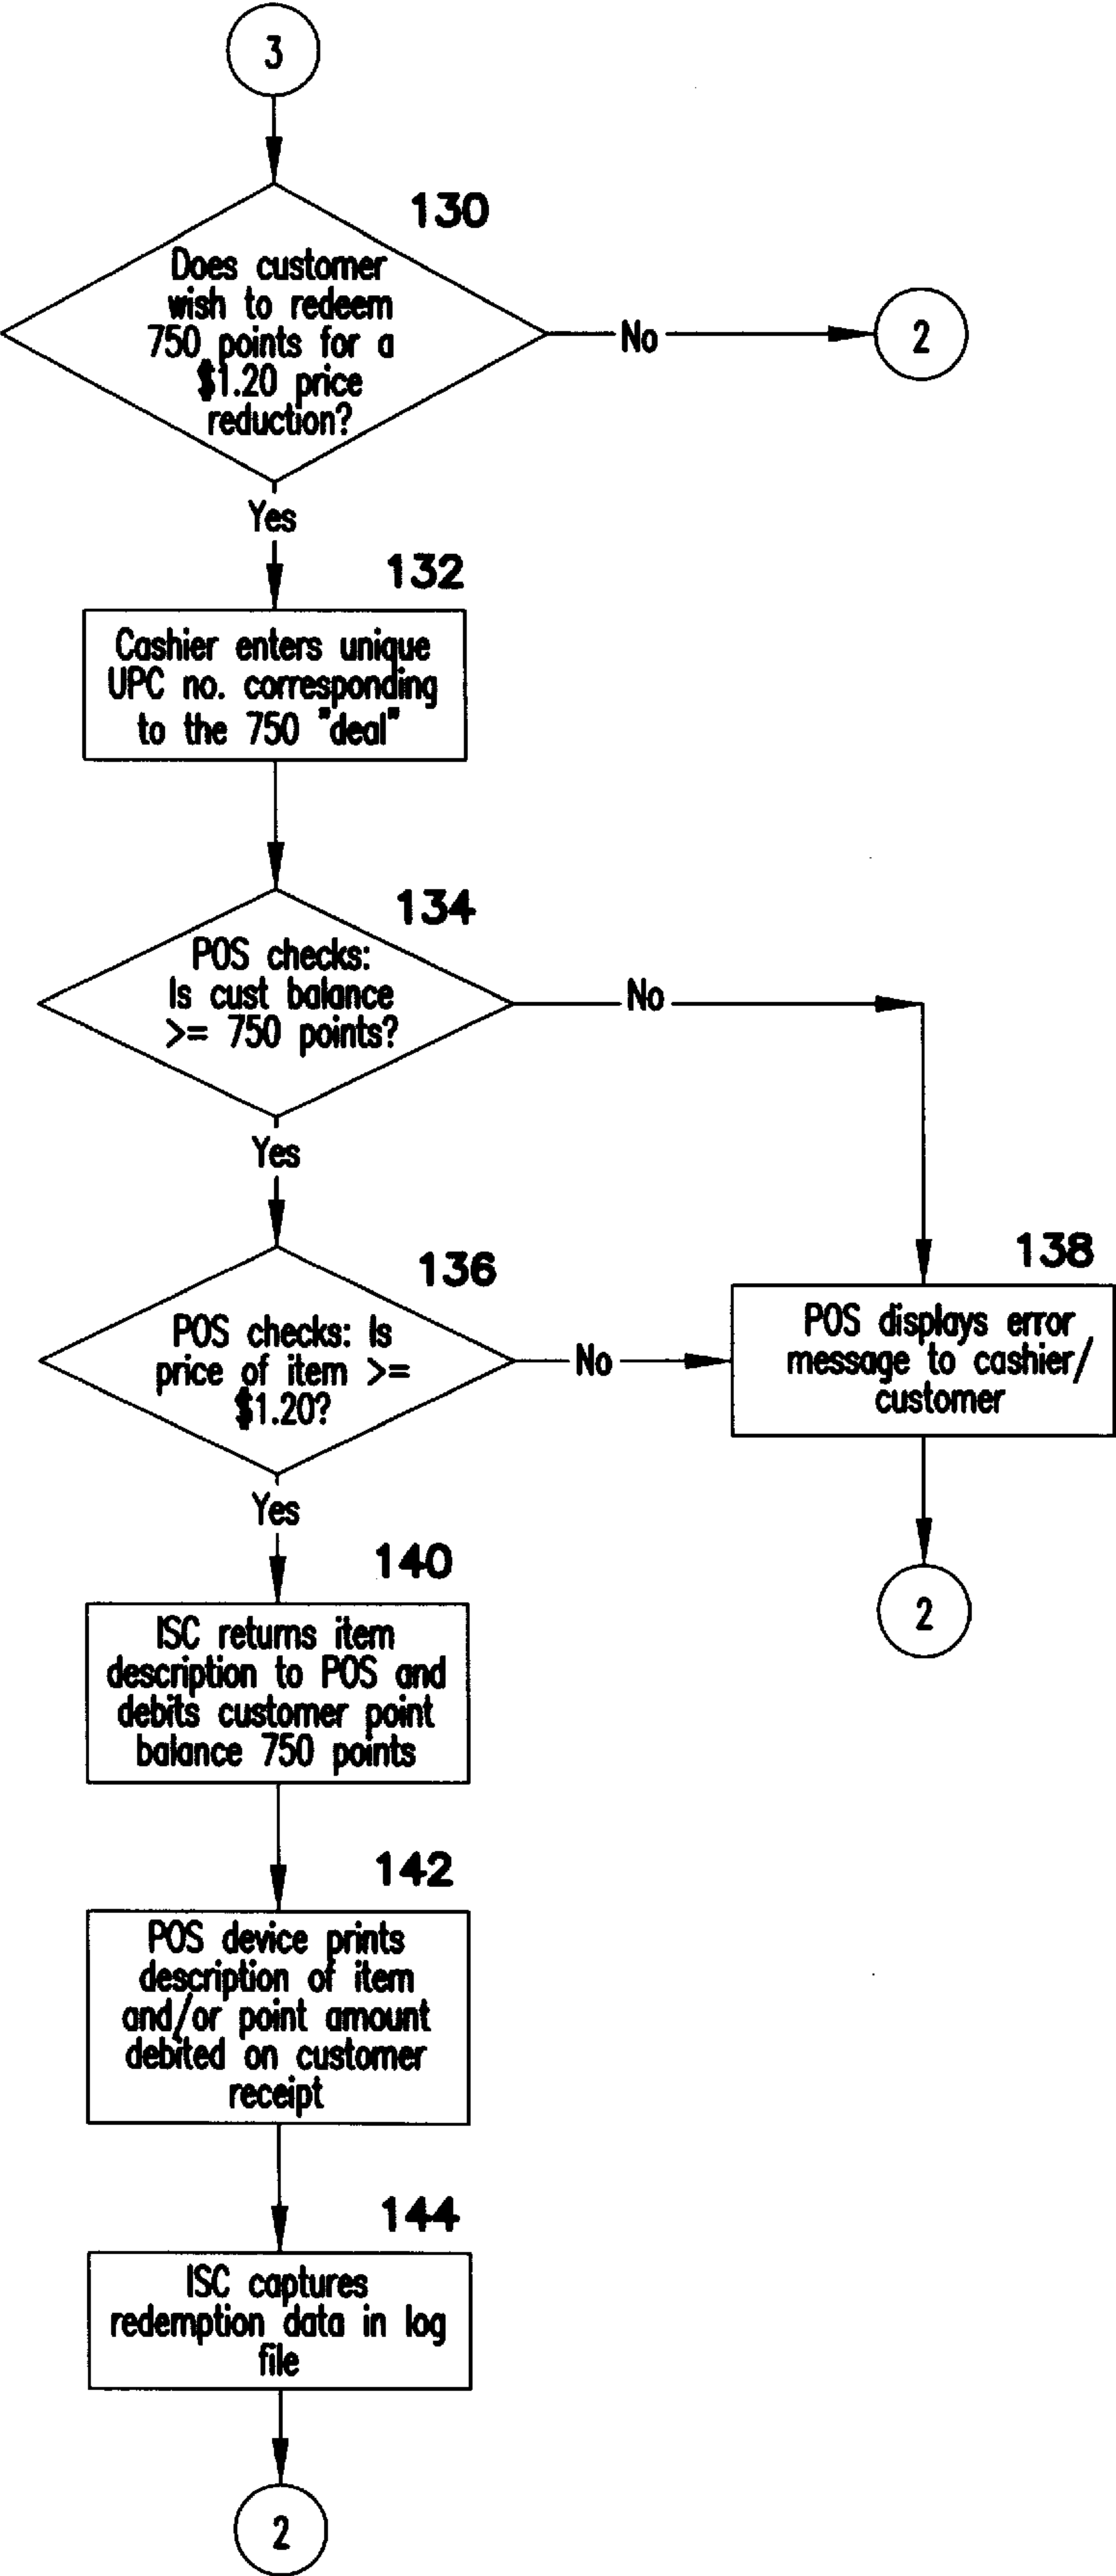 3
130
Does customer
wish to redeem
750 points for a
$1.20 price
reduction?
No
2
Yes
132
Cashier enters unique
UPC no. corresponding
to the 750 "deal"
134
POS checks:
Is cust balance
>= 750 points?
No
Yes
136
POS checks: Is
price of item >=
$1.20?
No
138
POS displays error
message to cashier/
customer
2
Yes
140
ISC returns item
description to POS and
debits customer point
balance 750 points
142
POS device prints
description of item
and/or point amount
debited on customer
receipt
144
ISC captures
redemption data in log
file
2